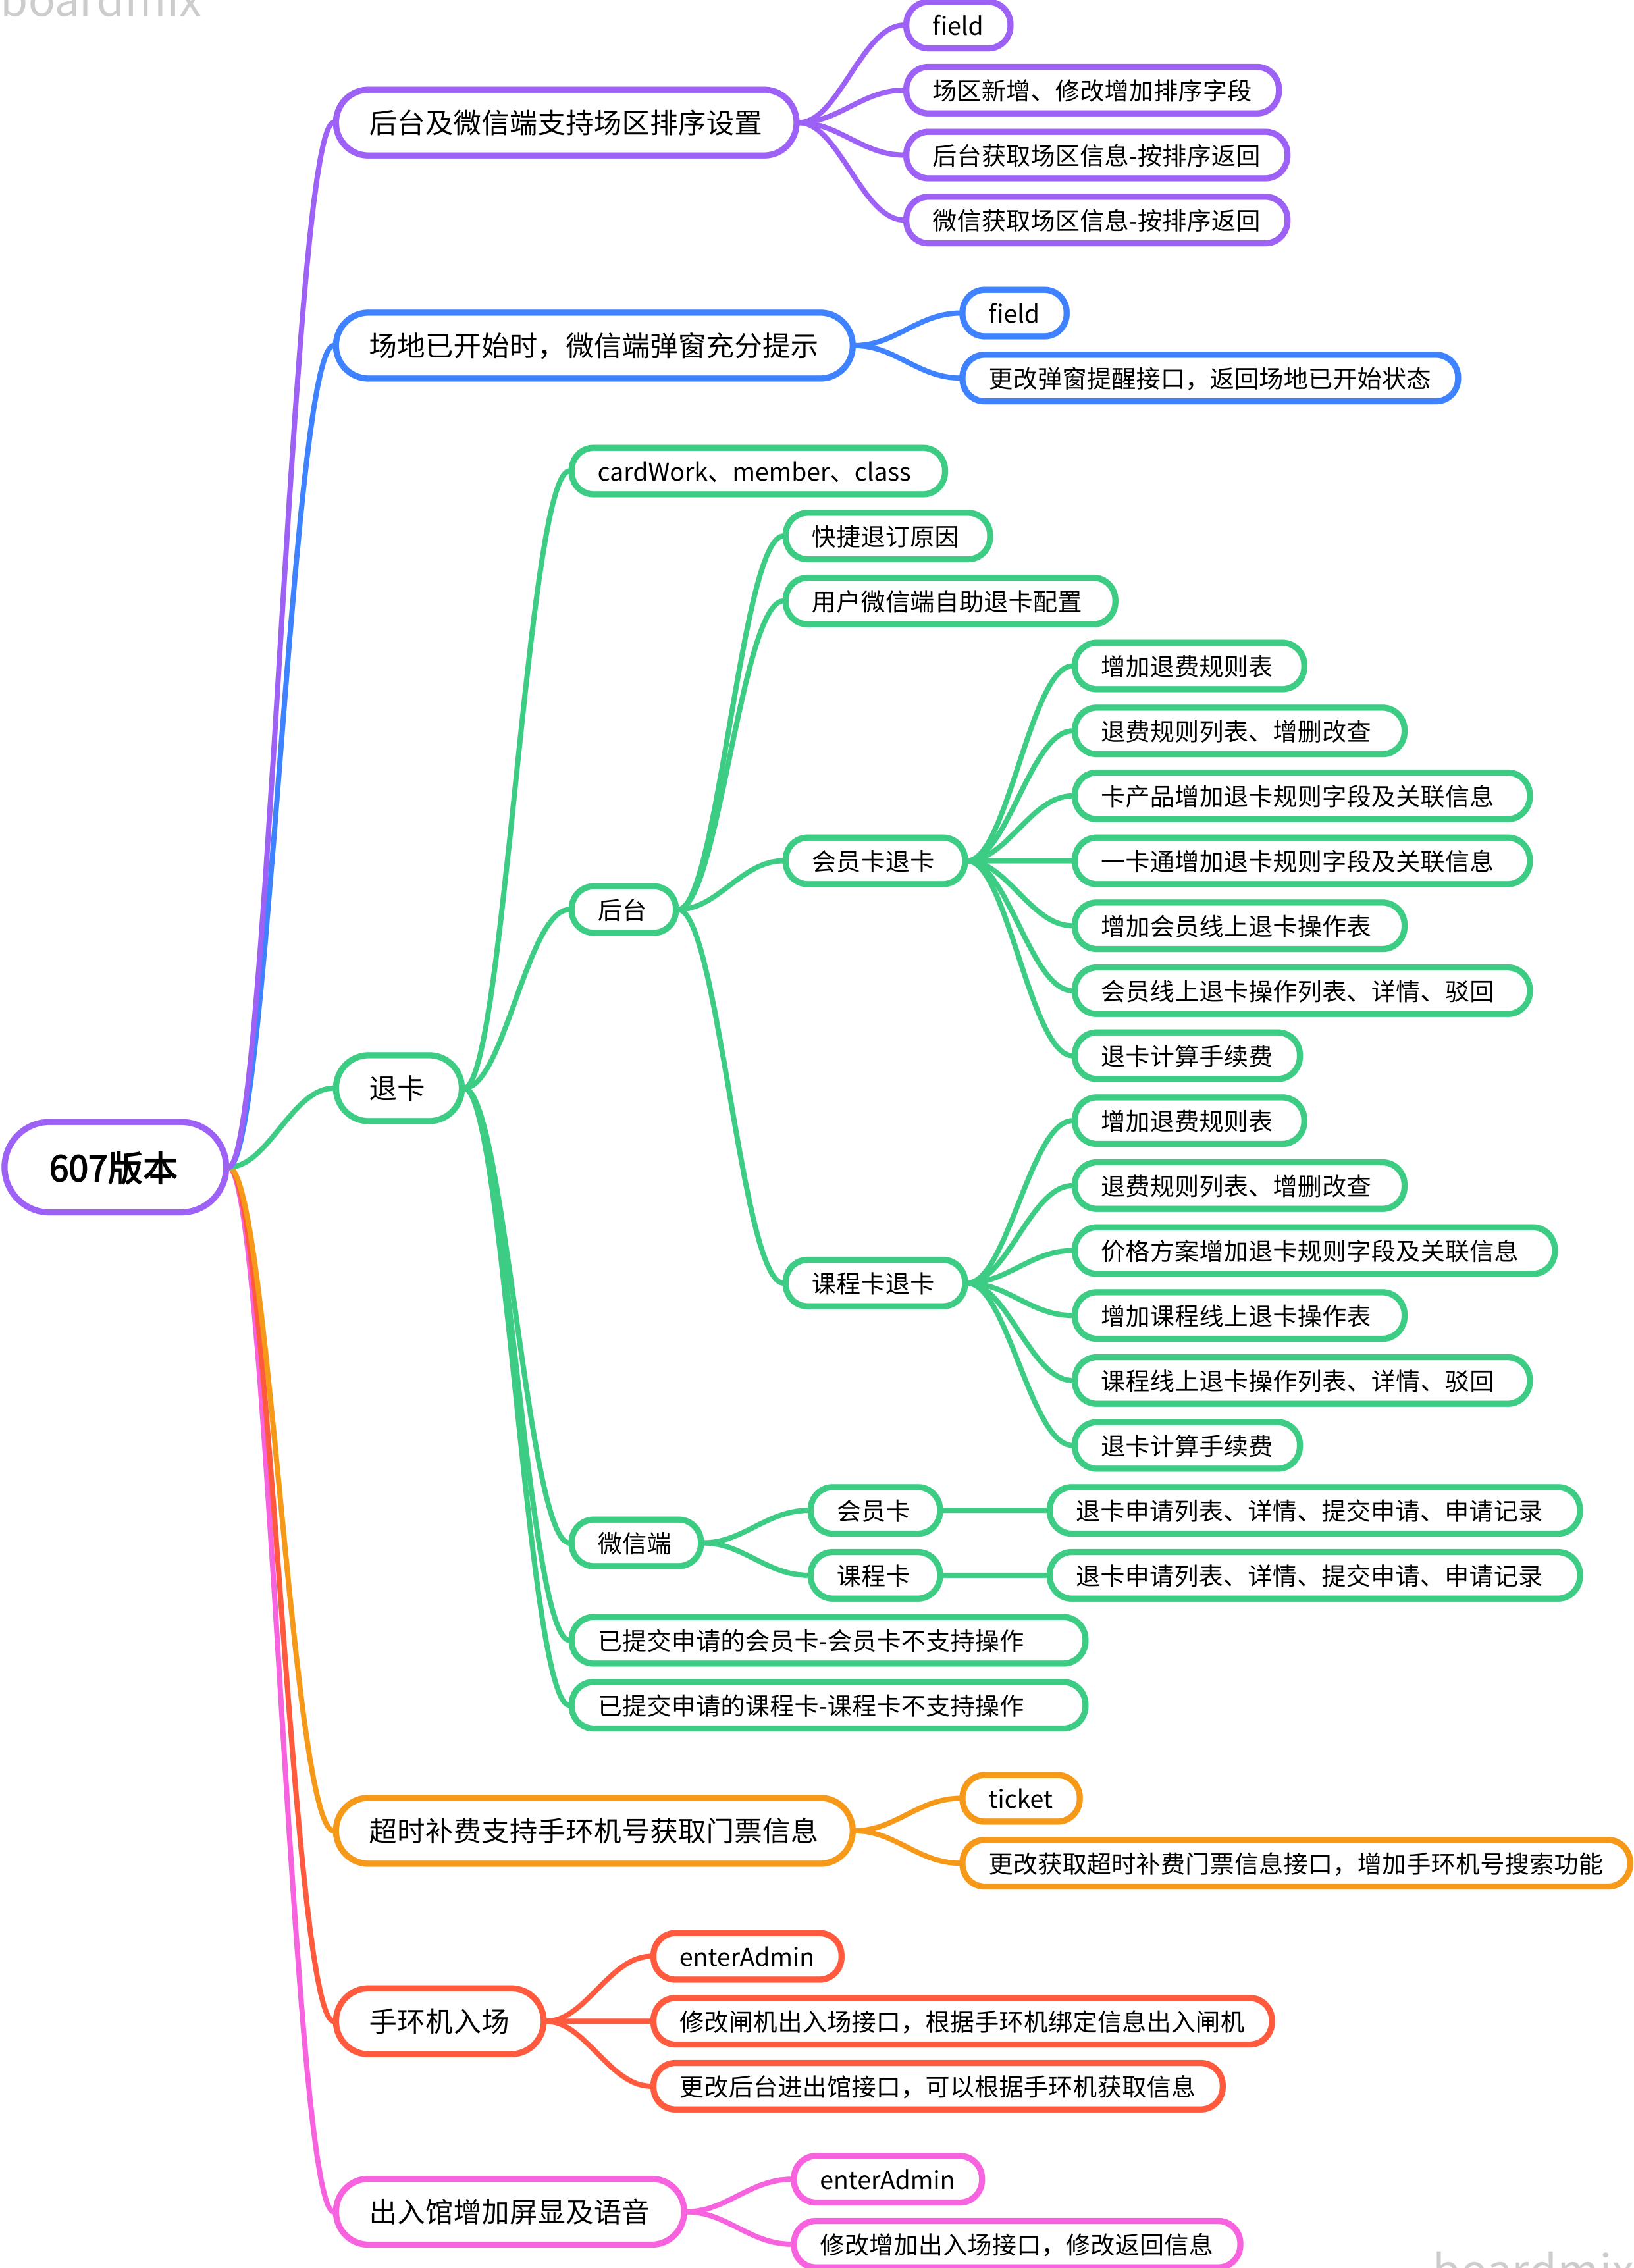 boardmix
field
场区新增、修改增加排序字段
后台及微信端支持场区排序设置
后台获取场区信息-按排序返回
微信获取场区信息-按排序返回
field
场地已开始时，微信端弹窗充分提示
更改弹窗提醒接口，返回场地已开始状态
cardWork、member、class
快捷退订原因
用户微信端自助退卡配置
增加退费规则表
退费规则列表、增删改查
卡产品增加退卡规则字段及关联信息
会员卡退卡
一卡通增加退卡规则字段及关联信息
后台
增加会员线上退卡操作表
会员线上退卡操作列表、详情、驳回
退卡计算手续费
退卡
增加退费规则表
607版本
退费规则列表、增删改查
价格方案增加退卡规则字段及关联信息
课程卡退卡
增加课程线上退卡操作表
课程线上退卡操作列表、详情、驳回
退卡计算手续费
会员卡
退卡申请列表、详情、提交申请、申请记录
微信端
课程卡
退卡申请列表、详情、提交申请、申请记录
已提交申请的会员卡-会员卡不支持操作
已提交申请的课程卡-课程卡不支持操作
ticket
超时补费支持手环机号获取门票信息
更改获取超时补费门票信息接口，增加手环机号搜索功能
enterAdmin
手环机入场
修改闸机出入场接口，根据手环机绑定信息出入闸机
更改后台进出馆接口，可以根据手环机获取信息
enterAdmin
出入馆增加屏显及语音
修改增加出入场接口，修改返回信息
boardmix